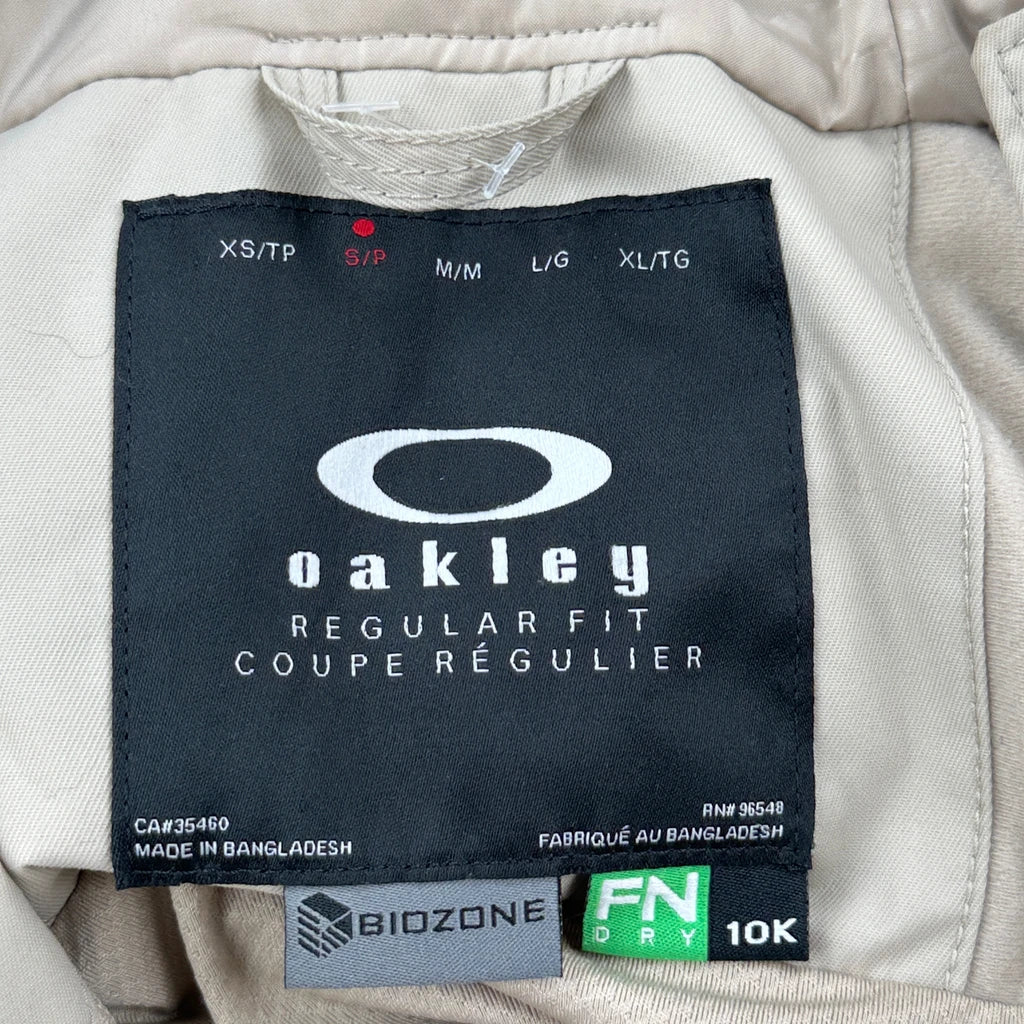 XS/TP S/P M/M L/G XL/TG
oakley
REGULAR FIT
COUPE RÉGULIER
CA#35460
MADE IN BANGLADESH
RN# 96548
FABRIQUÉ AU BANGLADESH
BIOZONE
FN
DRY
10K